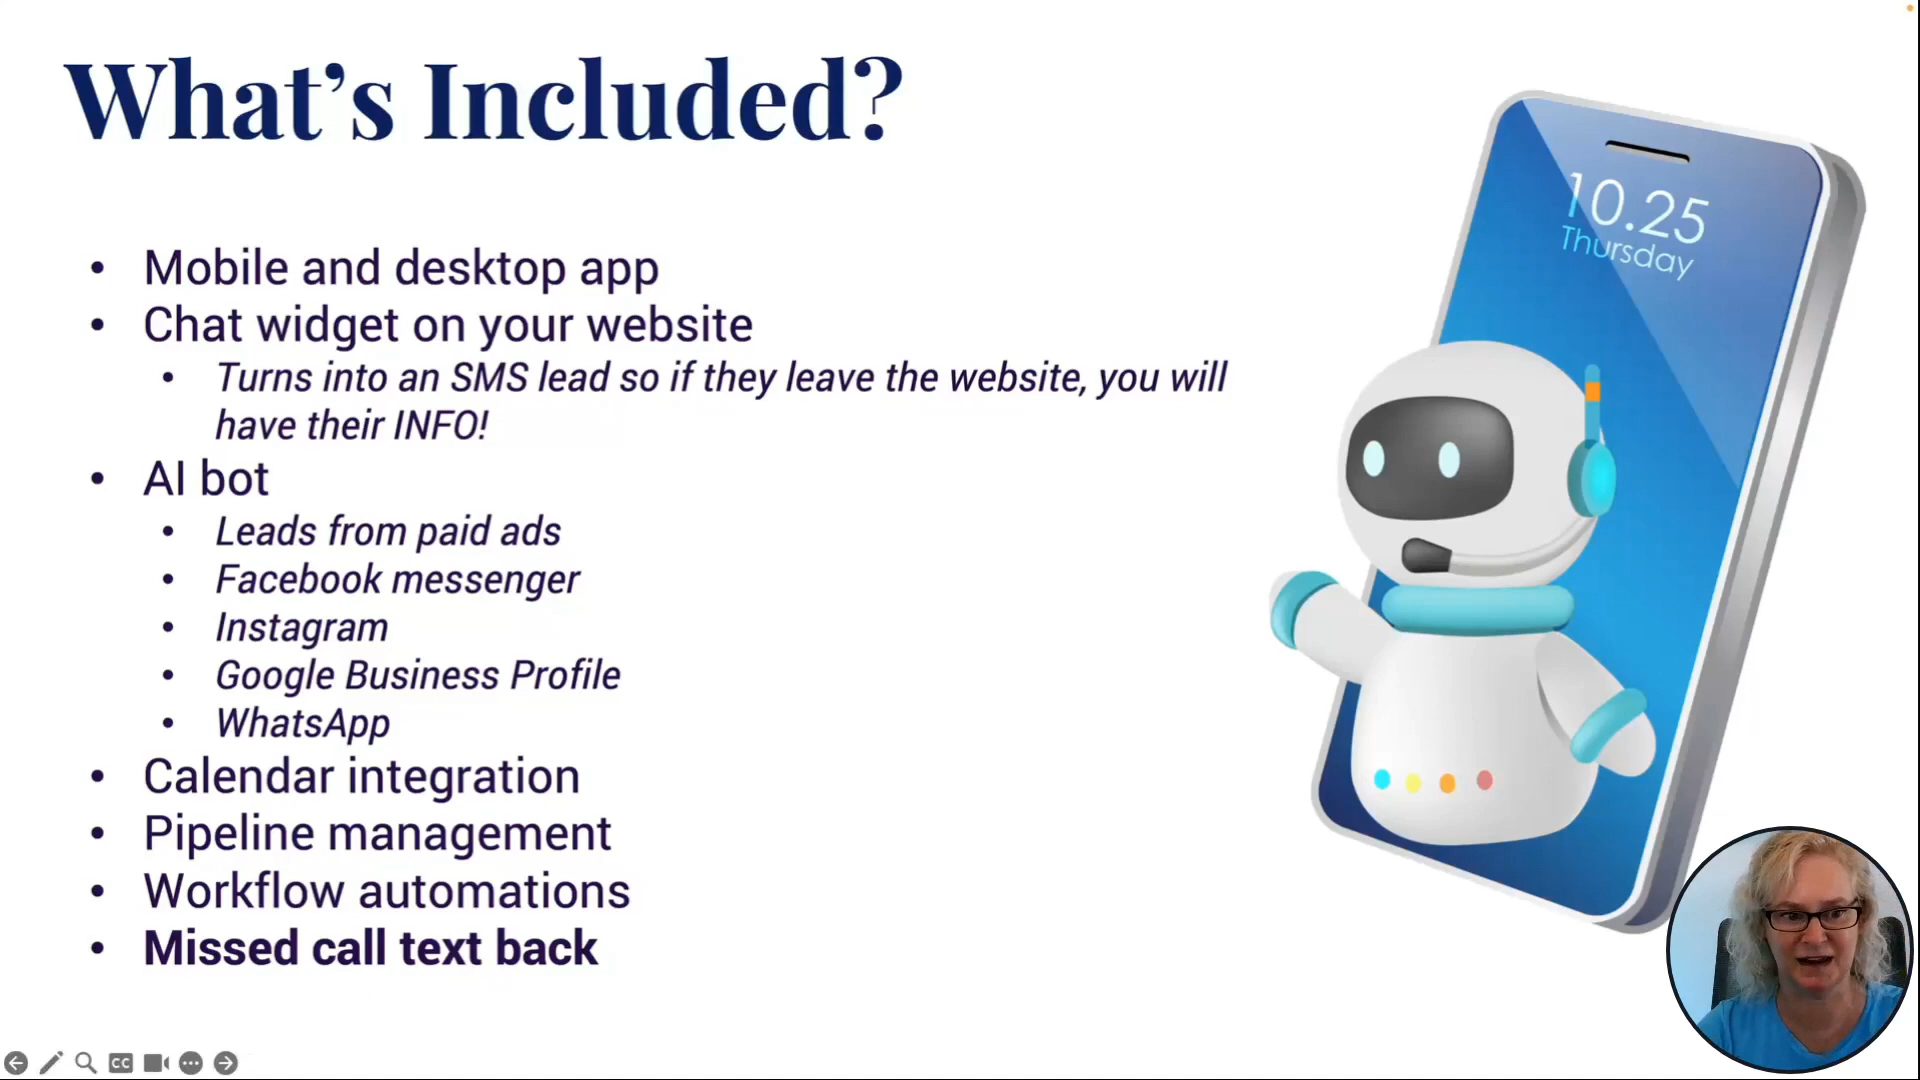 What's Included?
10.25
Thursday
• Mobile and desktop app
• Chat widget on your website
• Turns into an SMS lead so if they leave the website, you will
have their INFO!
• AI bot
• Leads from paid ads
• Facebook messenger
• Instagram
• Google Business Profile
• WhatsApp
• Calendar integration
• Pipeline management
• Workflow automations
• Missed call text back
CC